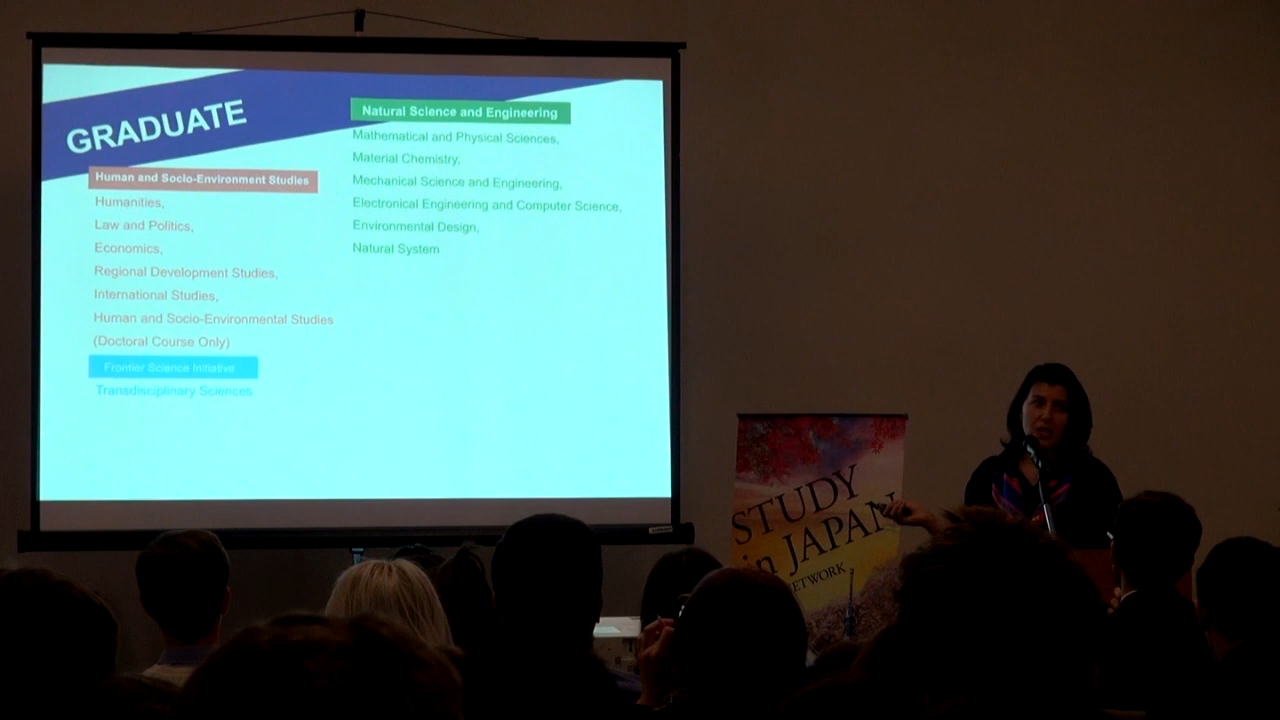 GRADUATE
Human and Socio-Environment Studies
Humanities,
Law and Politics,
Economics,
Regional Development Studies,
International Studies,
Human and Socio-Environmental Studies
(Doctoral Course Only)
Frontier Science Initiative
Transdisciplinary Sciences
Natural Science and Engineering
Mathematical and Physical Sciences,
Material Chemistry,
Mechanical Science and Engineering,
Electronical Engineering and Computer Science,
Environmental Design,
Natural System
STUDY
in JAPAN
ETWORK